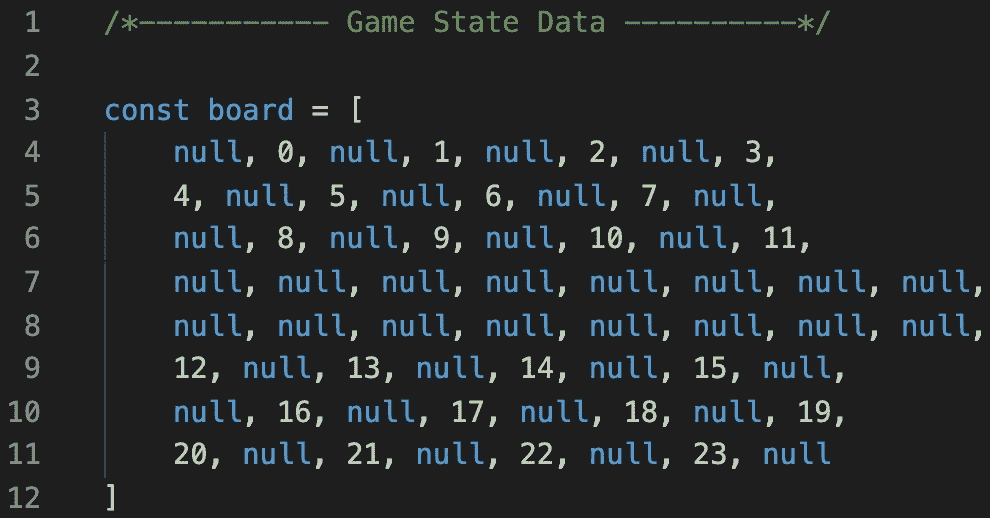 1 /*----------- Game State Data ----------*/
2
3 const board = [
4 null, 0, null, 1, null, 2, null, 3,
5 4, null, 5, null, 6, null, 7, null,
6 null, 8, null, 9, null, 10, null, 11,
7 null, null, null, null, null, null, null, null,
8 null, null, null, null, null, null, null, null,
9 12, null, 13, null, 14, null, 15, null,
10 null, 16, null, 17, null, 18, null, 19,
11 20, null, 21, null, 22, null, 23, null
12 ]